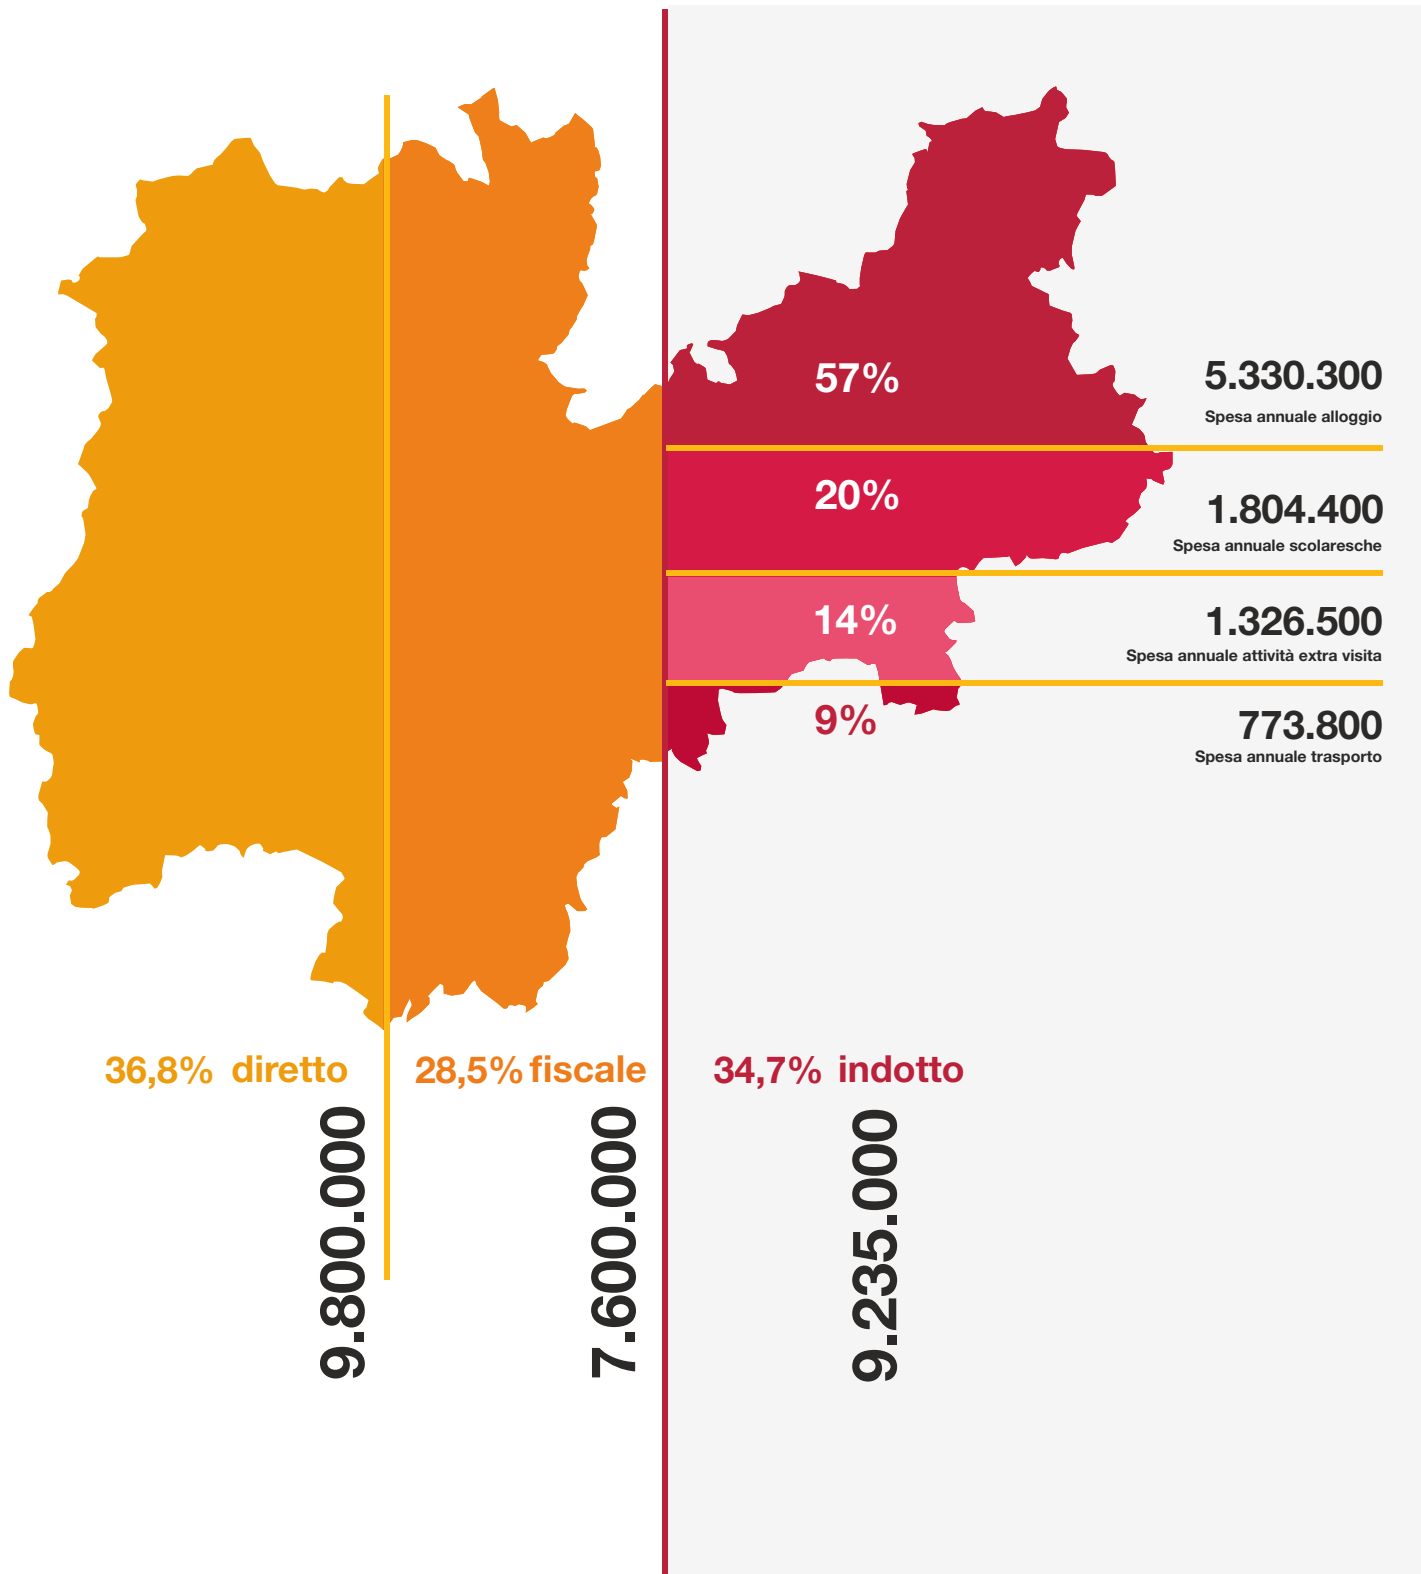 57%
5.330.300
Spesa annuale alloggio
20%
1.804.400
Spesa annuale scolaresche
14%
1.326.500
Spesa annuale attività extra visita
9%
773.800
Spesa annuale trasporto
36,8% diretto
9.800.000
28,5% fiscale
7.600.000
34,7% indotto
9.235.000